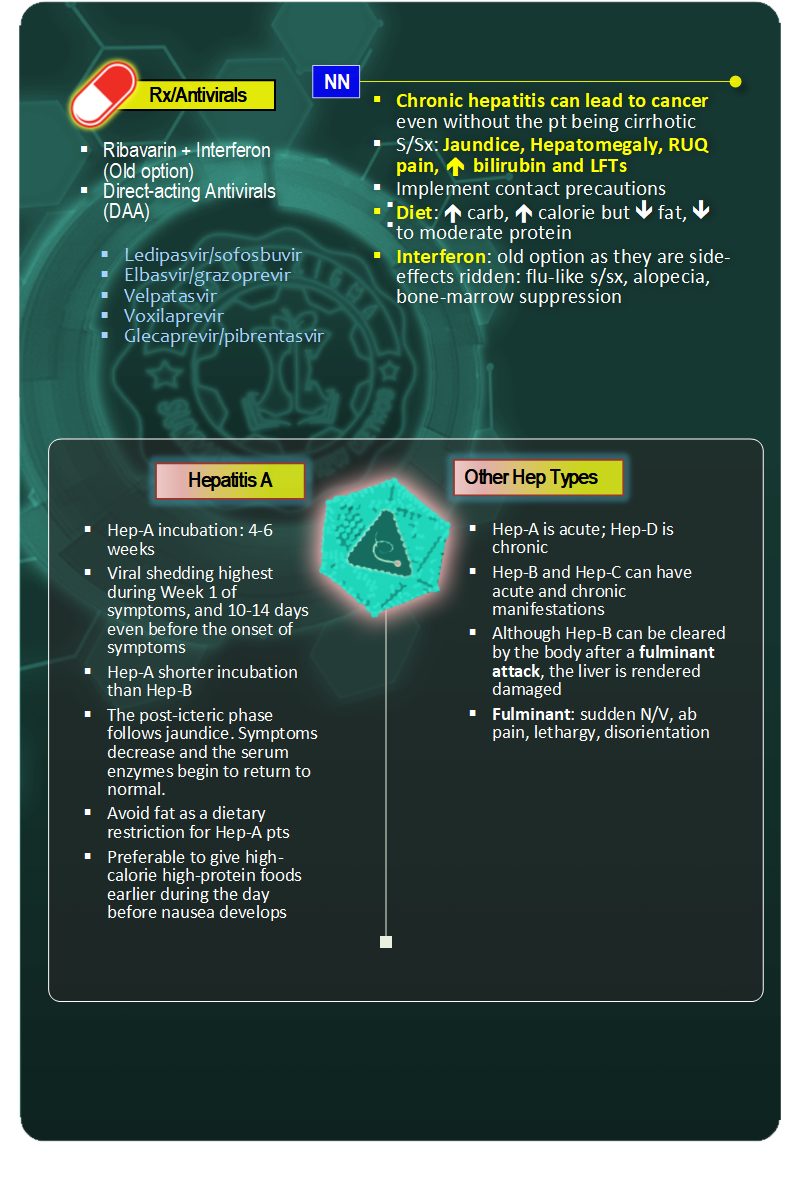 Rx/Antivirals
▪ Ribavarin + Interferon
(Old option)
▪ Direct-acting Antivirals
(DAA)
▪ Ledipasvir/sofosbuvir
▪ Elbasvir/grazoprevir
▪ Velpatasvir
▪ Voxilaprevir
▪ Glecaprevir/pibrentasvir
NN
▪ Chronic hepatitis can lead to cancer
even without the pt being cirrhotic
▪ S/Sx: Jaundice, Hepatomegaly, RUQ
pain, ↑ bilirubin and LFTs
▪ Implement contact precautions
▪ Diet: ↑ carb, ↑ calorie but ↓ fat, ↓
to moderate protein
▪ Interferon: old option as they are side-
effects ridden: flu-like s/sx, alopecia,
bone-marrow suppression
Hepatitis A
▪ Hep-A incubation: 4-6
weeks
▪ Viral shedding highest
during Week 1 of
symptoms, and 10-14 days
even before the onset of
symptoms
▪ Hep-A shorter incubation
than Hep-B
▪ The post-icteric phase
follows jaundice. Symptoms
decrease and the serum
enzymes begin to return to
normal.
▪ Avoid fat as a dietary
restriction for Hep-A pts
▪ Preferable to give high-
calorie high-protein foods
earlier during the day
before nausea develops
Other Hep Types
▪ Hep-A is acute; Hep-D is
chronic
▪ Hep-B and Hep-C can have
acute and chronic
manifestations
▪ Although Hep-B can be cleared
by the body after a fulminant
attack, the liver is rendered
damaged
▪ Fulminant: sudden N/V, ab
pain, lethargy, disorientation